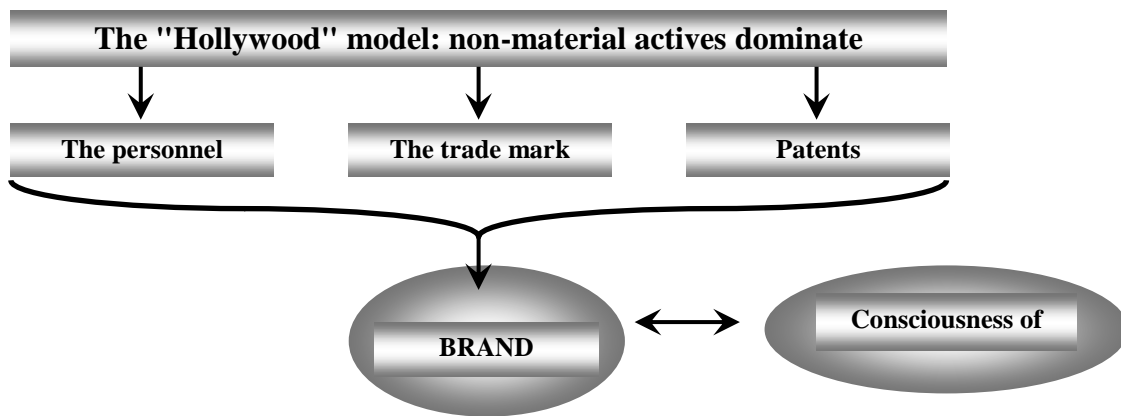 The "Hollywood" model: non-material actives dominate
The personnel
The trade mark
Patents
BRAND
Consciousness of